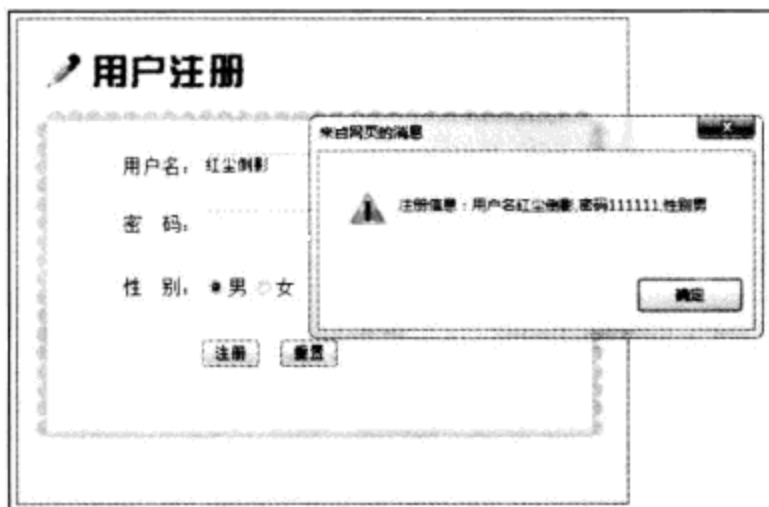 用户注册
来自网页的消息
用户名：红尘倒影
注册信息：用户名红尘倒影,密码111111,性别男
密 码：
性 别： 男 女
确定
注册 重置